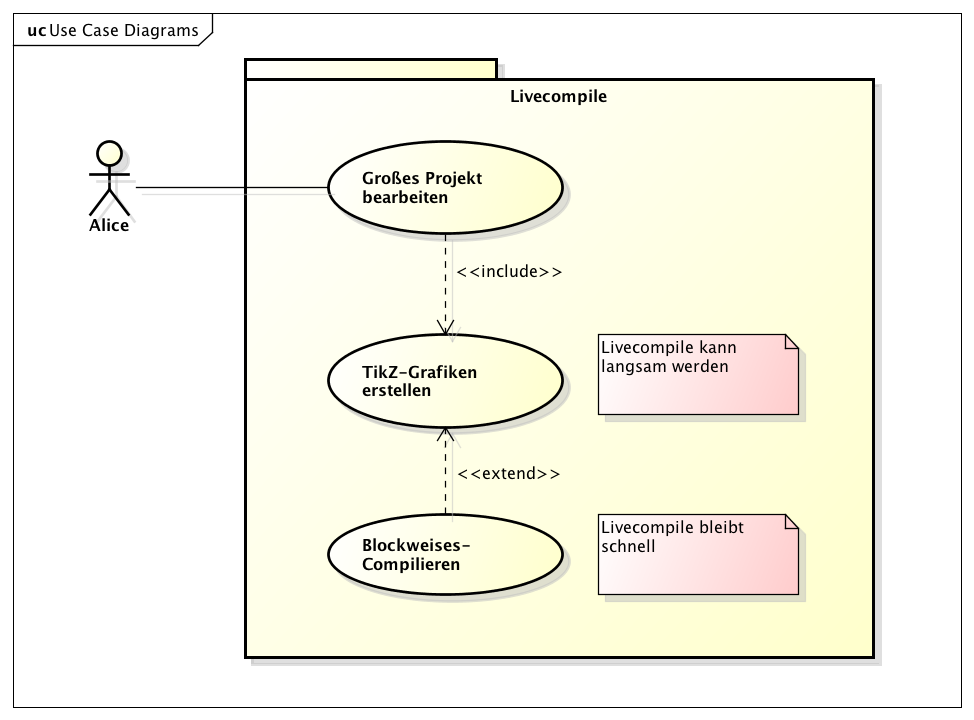 uc Use Case Diagrams
Livecompile
Großes Projekt
bearbeiten
Alice
<<include>>
TikZ-Grafiken
erstellen
Livecompile kann
langsam werden
<<extend>>
Blockweises-
Compilieren
Livecompile bleibt
schnell